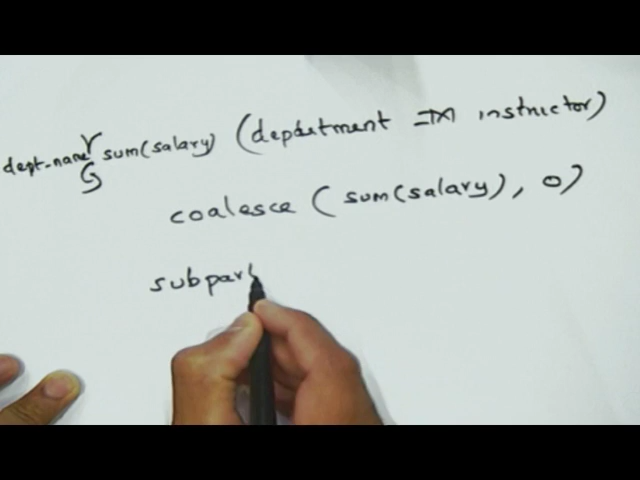 dept-name G sum(salary) (department ⟕ instructor)
coalesce ( sum(salary), 0)
subpart